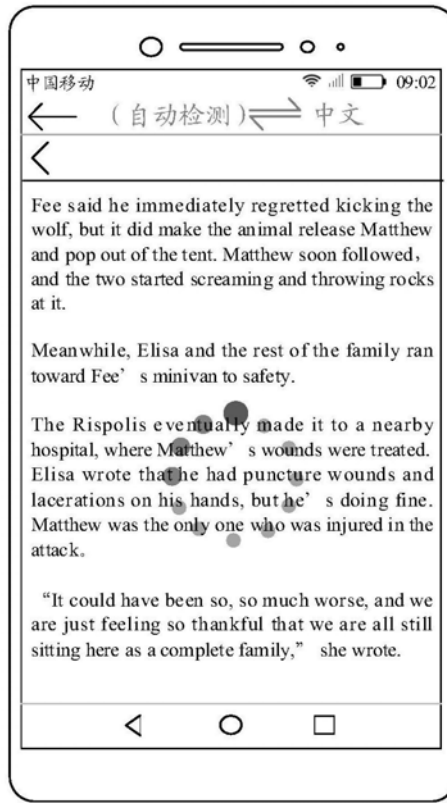 中国移动 09:02
(自动检测) 中文
Fee said he immediately regretted kicking the
wolf, but it did make the animal release Matthew
and pop out of the tent. Matthew soon followed,
and the two started screaming and throwing rocks
at it.
Meanwhile, Elisa and the rest of the family ran
toward Fee’ s minivan to safety.
The Rispolis eventually made it to a nearby
hospital, where Matthew’ s wounds were treated.
Elisa wrote that he had puncture wounds and
lacerations on his hands, but he’ s doing fine.
Matthew was the only one who was injured in the
attack。
“It could have been so, so much worse, and we
are just feeling so thankful that we are all still
sitting here as a complete family,” she wrote.